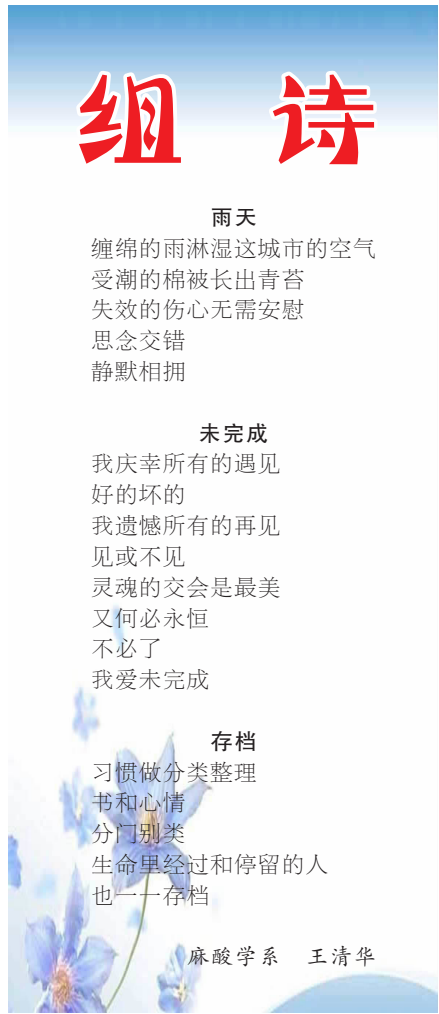 组 诗
雨天
缠绵的雨淋湿这城市的空气
受潮的棉被长出青苔
失效的伤心无需安慰
思念交错
静默相拥
未完成
我庆幸所有的遇见
好的坏的
我遗憾所有的再见
见或不见
灵魂的交会是最美
又何必永恒
不必了
我爱未完成
存档
习惯做分类整理
书和心情
分门别类
生命里经过和停留的人
也一一存档
麻酸学系 王清华